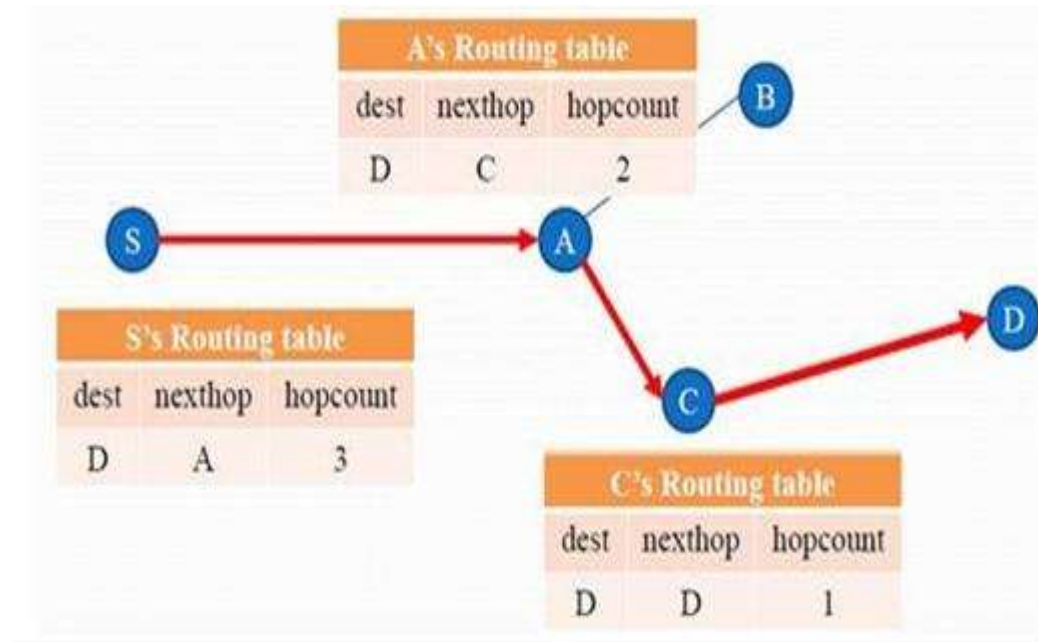 A's Routing table
dest nexthop hopcount
D C 2
B
S
A
D
S's Routing table
dest nexthop hopcount
D A 3
C
C's Routing table
dest nexthop hopcount
D D 1